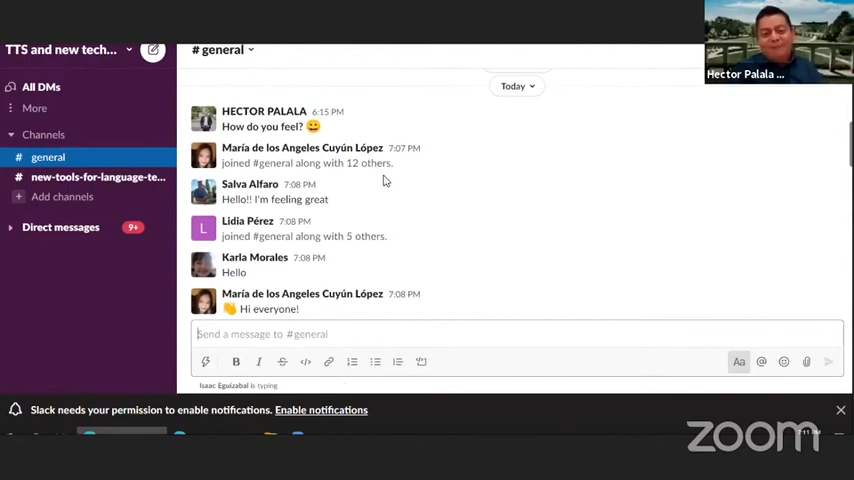 TTS and new tech...
# general
Hector Palala ...
All DMs
More
Channels
# general
# new-tools-for-language-te...
Add channels
Direct messages 9+
Today
HECTOR PALALA 6:15 PM
How do you feel? 😀
María de los Angeles Cuyún López 7:07 PM
joined #general along with 12 others.
Salva Alfaro 7:08 PM
Hello!! I'm feeling great
L
Lidia Pérez 7:08 PM
joined #general along with 5 others.
Karla Morales 7:08 PM
Hello
María de los Angeles Cuyún López 7:08 PM
👋 Hi everyone!
Send a message to #general
B I S Aa @
Isaac Eguizabal is typing
Slack needs your permission to enable notifications. Enable notifications
7:11 PM
zoom